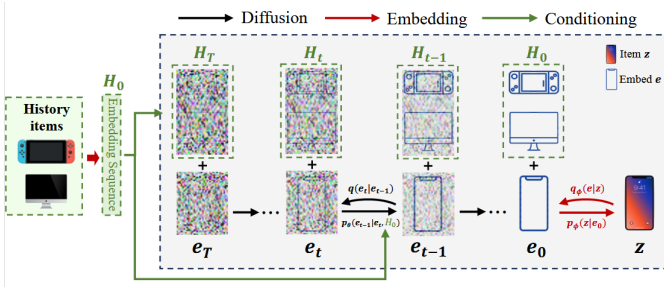 Diffusion
Embedding
Conditioning
H_T
H_t
H_{t-1}
H_0
Item z
Embed e
H_0
History
items
Embedding Sequence
+
+
+
+
q(e_t|e_{t-1})
p_θ(e_{t-1}|e_t, H_0)
q_ϕ(e|z)
p_ϕ(z|e_0)
...
...
e_T
e_t
e_{t-1}
e_0
z